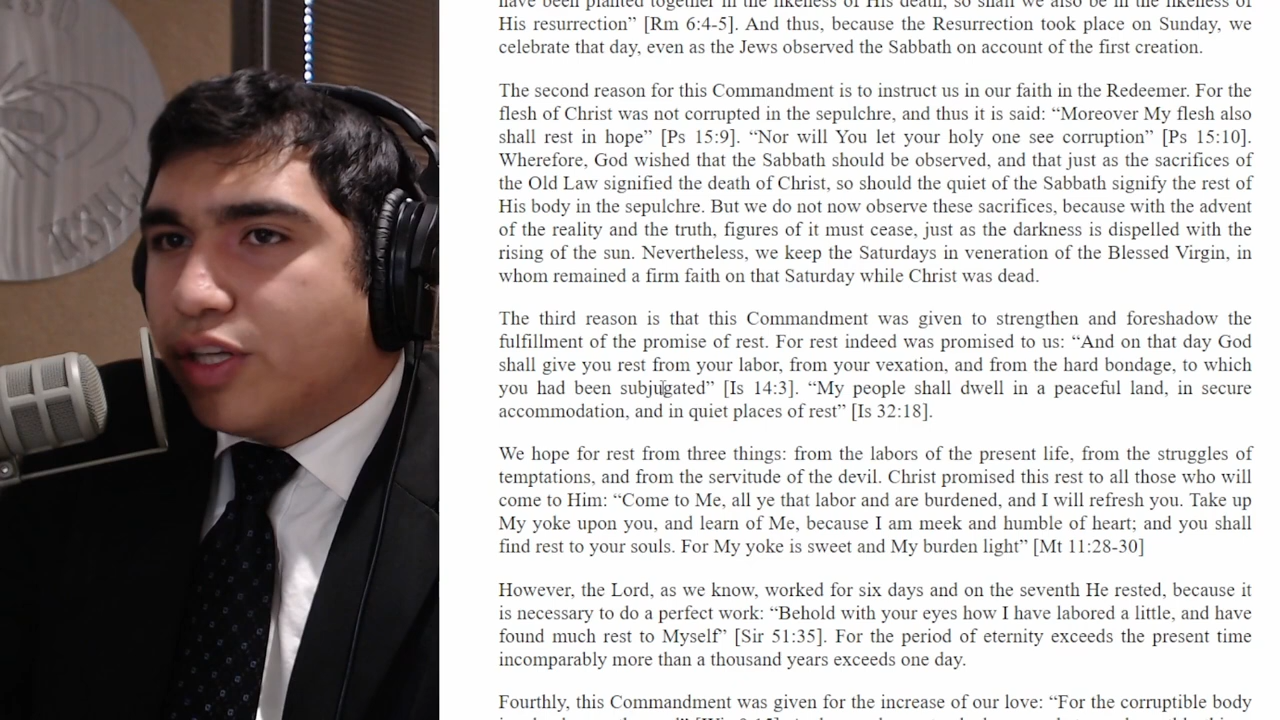 have been planted together in the likeness of His death, so shall we also be in the likeness of
His resurrection” [Rm 6:4-5]. And thus, because the Resurrection took place on Sunday, we
celebrate that day, even as the Jews observed the Sabbath on account of the first creation.
The second reason for this Commandment is to instruct us in our faith in the Redeemer. For the
flesh of Christ was not corrupted in the sepulchre, and thus it is said: “Moreover My flesh also
shall rest in hope” [Ps 15:9]. “Nor will You let your holy one see corruption” [Ps 15:10].
Wherefore, God wished that the Sabbath should be observed, and that just as the sacrifices of
the Old Law signified the death of Christ, so should the quiet of the Sabbath signify the rest of
His body in the sepulchre. But we do not now observe these sacrifices, because with the advent
of the reality and the truth, figures of it must cease, just as the darkness is dispelled with the
rising of the sun. Nevertheless, we keep the Saturdays in veneration of the Blessed Virgin, in
whom remained a firm faith on that Saturday while Christ was dead.
The third reason is that this Commandment was given to strengthen and foreshadow the
fulfillment of the promise of rest. For rest indeed was promised to us: “And on that day God
shall give you rest from your labor, from your vexation, and from the hard bondage, to which
you had been subjugated” [Is 14:3]. “My people shall dwell in a peaceful land, in secure
accommodation, and in quiet places of rest” [Is 32:18].
We hope for rest from three things: from the labors of the present life, from the struggles of
temptations, and from the servitude of the devil. Christ promised this rest to all those who will
come to Him: “Come to Me, all ye that labor and are burdened, and I will refresh you. Take up
My yoke upon you, and learn of Me, because I am meek and humble of heart; and you shall
find rest to your souls. For My yoke is sweet and My burden light” [Mt 11:28-30]
However, the Lord, as we know, worked for six days and on the seventh He rested, because it
is necessary to do a perfect work: “Behold with your eyes how I have labored a little, and have
found much rest to Myself” [Sir 51:35]. For the period of eternity exceeds the present time
incomparably more than a thousand years exceeds one day.
Fourthly, this Commandment was given for the increase of our love: “For the corruptible body